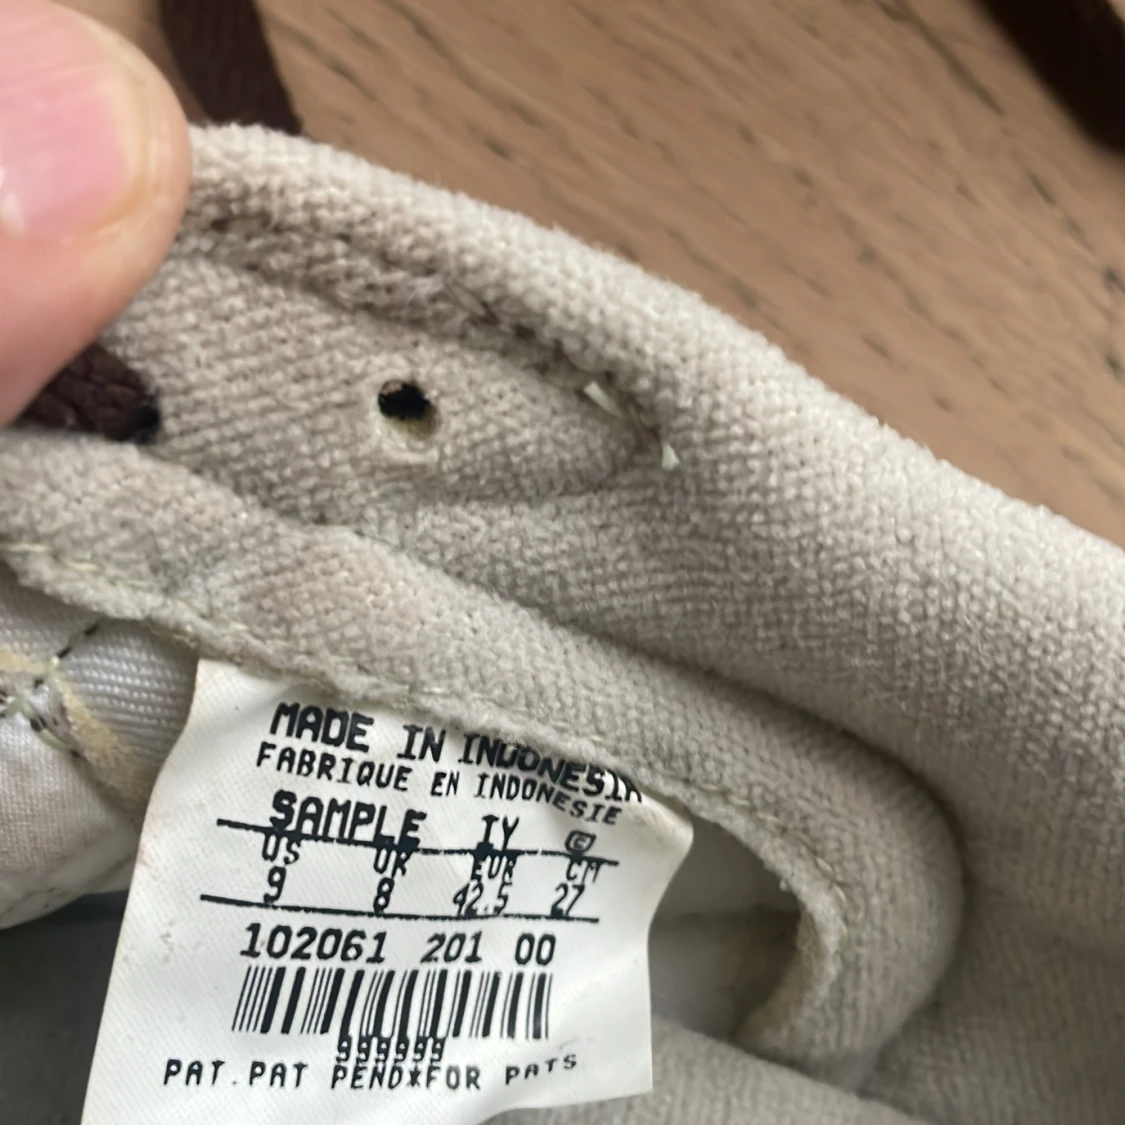 MADE IN INDONESIA
FABRIQUE EN INDONESIE
SAMPLE TY ©
US UK EUR CM
9 8 42.5 27
102061 201 00
999999
PAT.PAT PEND*FOR PATS